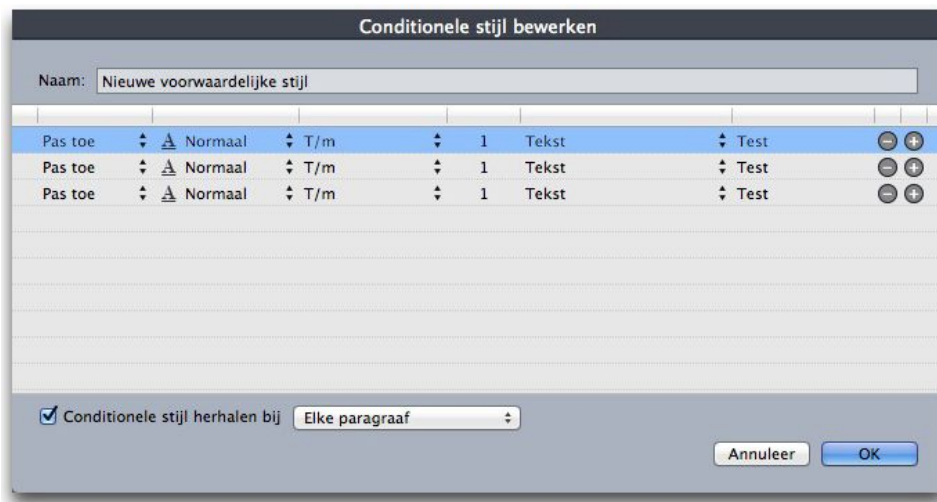 Conditionele stijl bewerken
Naam: Nieuwe voorwaardelijke stijl
Pas toe A Normaal T/m 1 Tekst Test
Pas toe A Normaal T/m 1 Tekst Test
Pas toe A Normaal T/m 1 Tekst Test
Conditionele stijl herhalen bij Elke paragraaf
Annuleer OK